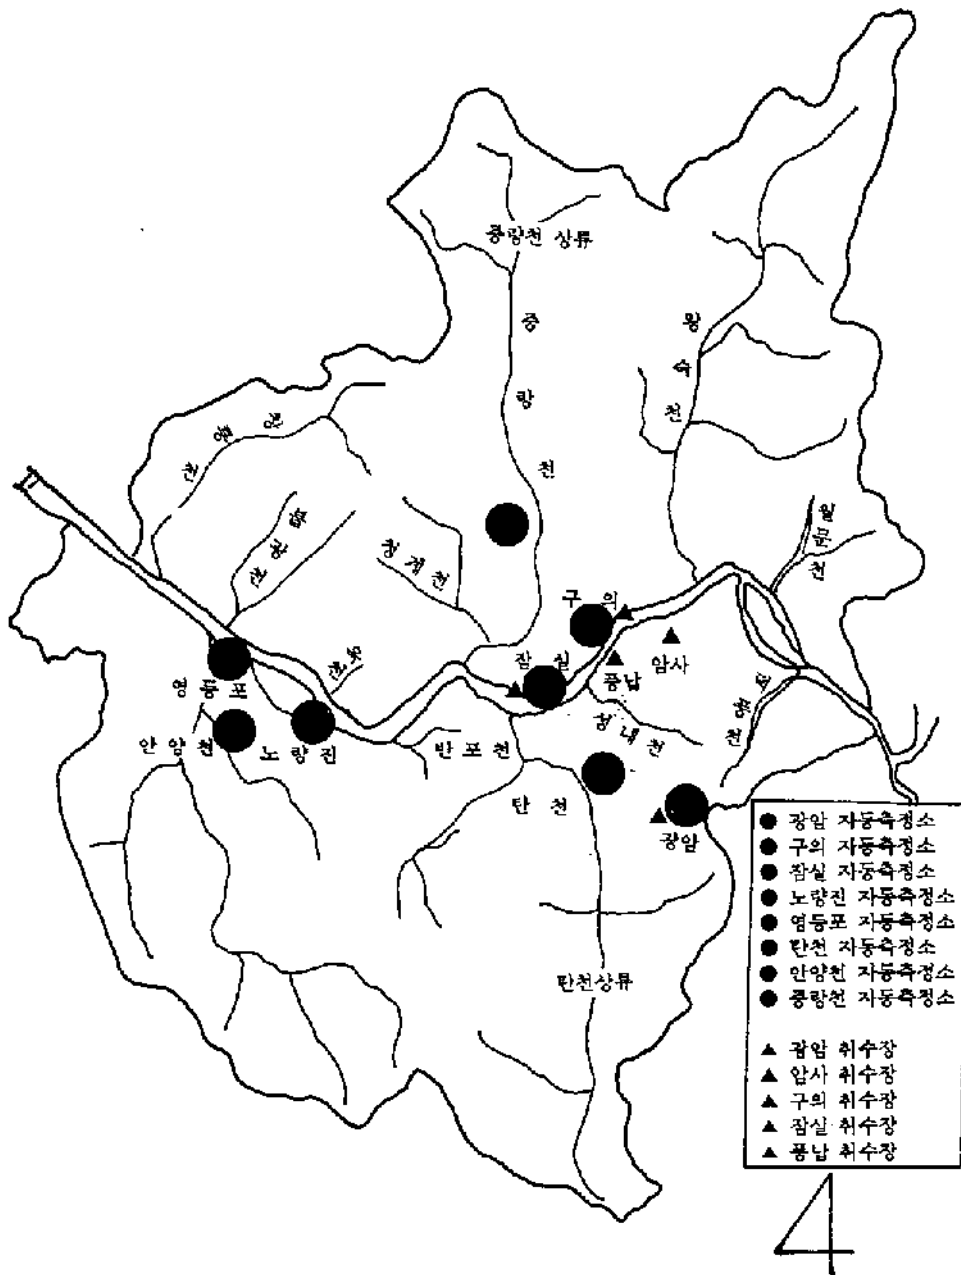 중랑천 상류
중
랑
천
왕
숙
천
월
문
천
청계천
구의
잠실
풍납
암사
성내천
영등포
안양천
노량진
반포천
탄천
광암
탄천상류
● 광암 자동측정소
● 구의 자동측정소
● 잠실 자동측정소
● 노량진 자동측정소
● 영등포 자동측정소
● 탄천 자동측정소
● 안양천 자동측정소
● 중랑천 자동측정소
▲ 광암 취수장
▲ 암사 취수장
▲ 구의 취수장
▲ 잠실 취수장
▲ 풍납 취수장